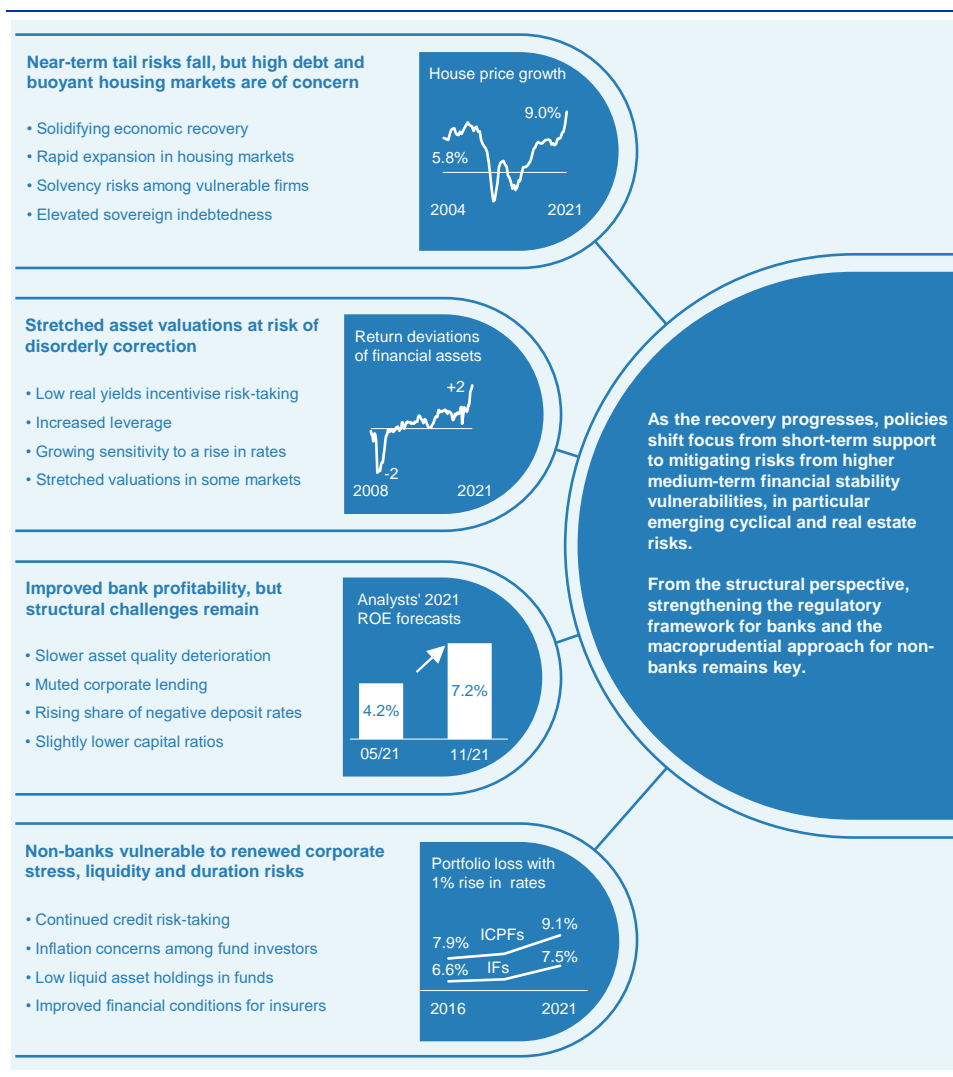 Near-term tail risks fall, but high debt and
buoyant housing markets are of concern
• Solidifying economic recovery
• Rapid expansion in housing markets
• Solvency risks among vulnerable firms
• Elevated sovereign indebtedness
House price growth
9.0%
5.8%
2004 2021
Stretched asset valuations at risk of
disorderly correction
• Low real yields incentivise risk-taking
• Increased leverage
• Growing sensitivity to a rise in rates
• Stretched valuations in some markets
Return deviations
of financial assets
+2
-2
2008 2021
Improved bank profitability, but
structural challenges remain
• Slower asset quality deterioration
• Muted corporate lending
• Rising share of negative deposit rates
• Slightly lower capital ratios
Analysts' 2021
ROE forecasts
4.2% 7.2%
05/21 11/21
Non-banks vulnerable to renewed corporate
stress, liquidity and duration risks
• Continued credit risk-taking
• Inflation concerns among fund investors
• Low liquid asset holdings in funds
• Improved financial conditions for insurers
Portfolio loss with
1% rise in rates
7.9% ICPFs 9.1%
6.6% IFs 7.5%
2016 2021
As the recovery progresses, policies
shift focus from short-term support
to mitigating risks from higher
medium-term financial stability
vulnerabilities, in particular
emerging cyclical and real estate
risks.
From the structural perspective,
strengthening the regulatory
framework for banks and the
macroprudential approach for non-
banks remains key.